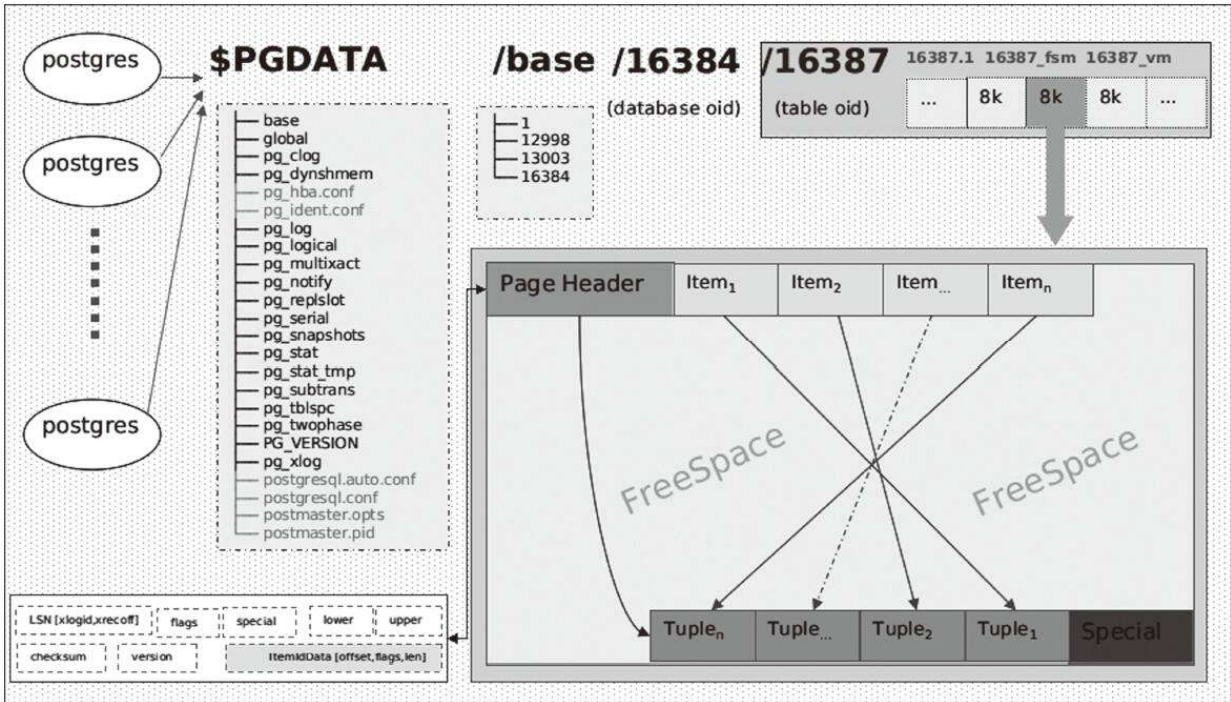 postgres
postgres
postgres
$PGDATA
base
global
pg_clog
pg_dynshmem
pg_hba.conf
pg_ident.conf
pg_log
pg_logical
pg_multixact
pg_notify
pg_replslot
pg_serial
pg_snapshots
pg_stat
pg_stat_tmp
pg_subtrans
pg_tblspc
pg_twophase
PG_VERSION
pg_xlog
postgresql.auto.conf
postgresql.conf
postmaster.opts
postmaster.pid
/base /16384 /16387
1
12998
13003
16384
(database oid)
(table oid)
16387.1 16387_fsm 16387_vm
... 8k 8k 8k ...
Page Header Item1 Item2 Item... Itemn
FreeSpace
FreeSpace
Tuplen Tuple... Tuple2 Tuple1 Special
LSN [xlogid,xrecoff] flags special lower upper
checksum version ItemIdData [offset,flags,len]